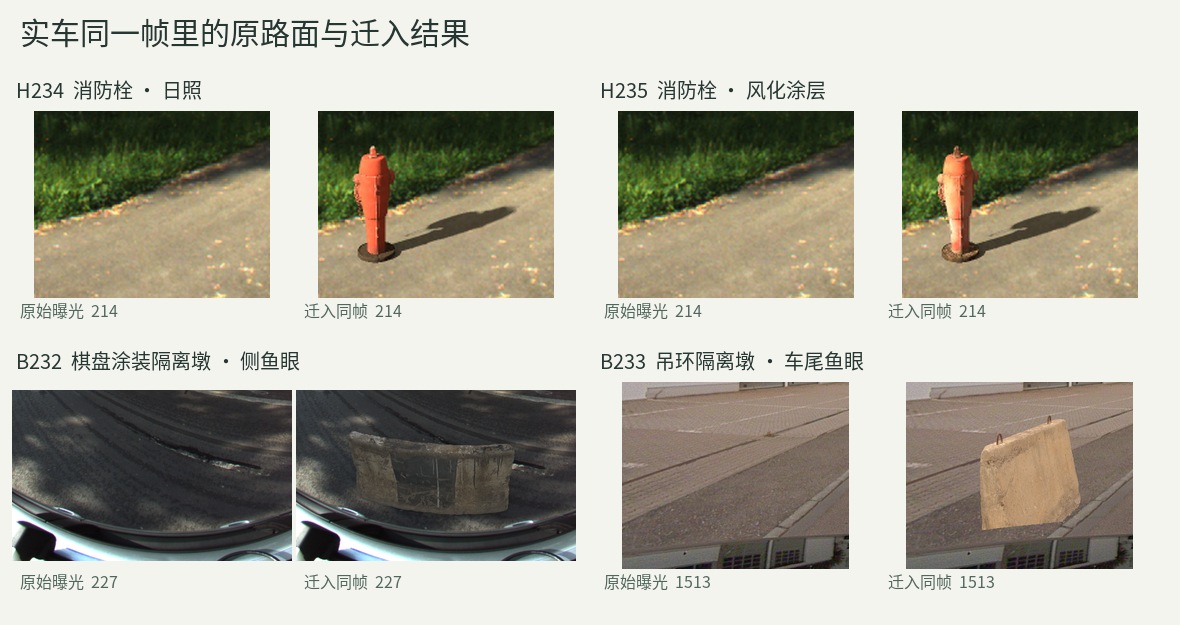 实车同一帧里的原路面与迁入结果
H234 消防栓 · 日照
H235 消防栓 · 风化涂层
原始曝光 214
迁入同帧 214
原始曝光 214
迁入同帧 214
B232 棋盘涂装隔离墩 · 侧鱼眼
B233 吊环隔离墩 · 车尾鱼眼
原始曝光 227
迁入同帧 227
原始曝光 1513
迁入同帧 1513